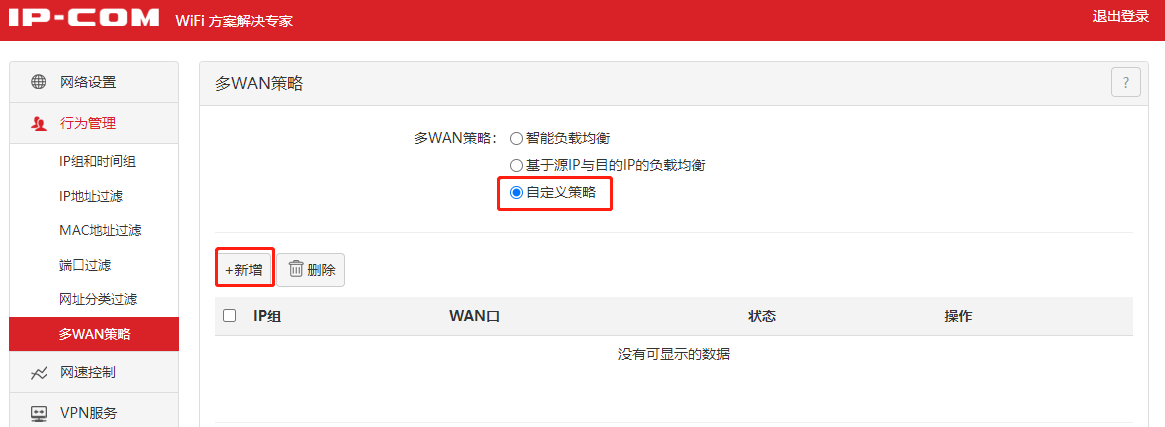 IP-COM WiFi 方案解决专家
退出登录
网络设置
行为管理
IP组和时间组
IP地址过滤
MAC地址过滤
端口过滤
网址分类过滤
多WAN策略
网速控制
VPN服务
多WAN策略
?
多WAN策略： 智能负载均衡
基于源IP与目的IP的负载均衡
自定义策略
+新增 删除
IP组 WAN口 状态 操作
没有可显示的数据